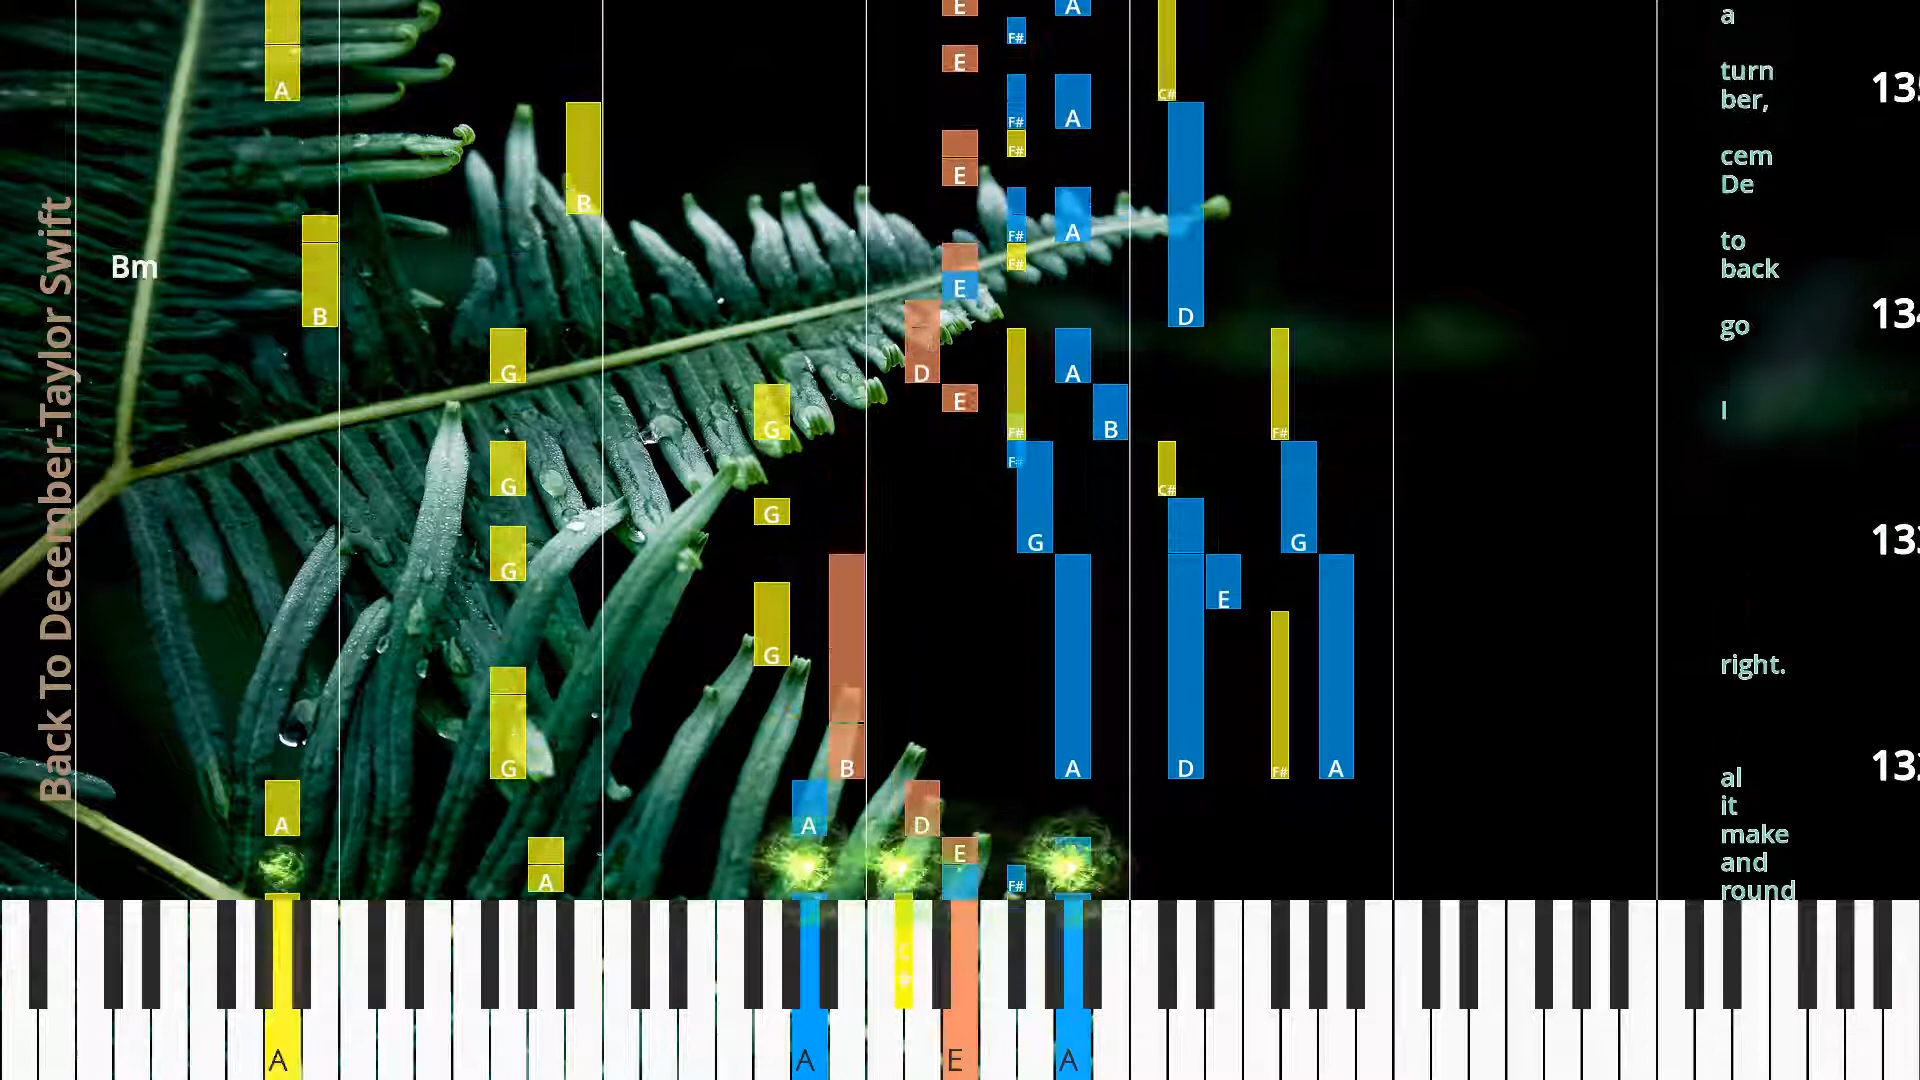 Back To December-Taylor Swift
Bm
E
A
F#
E
A
C#
F#
A
F#
E
B
F#
A
F#
E
B
D
G
D
A
E
G
F#
B
F#
G
F#
C#
G
G
G
G
E
G
G
B
A
D
F#
A
A
A
D
E
A
F#
C#
A
A
E
A
a
turn
ber,
cem
De
to
back
go
I
right.
al
it
make
and
round